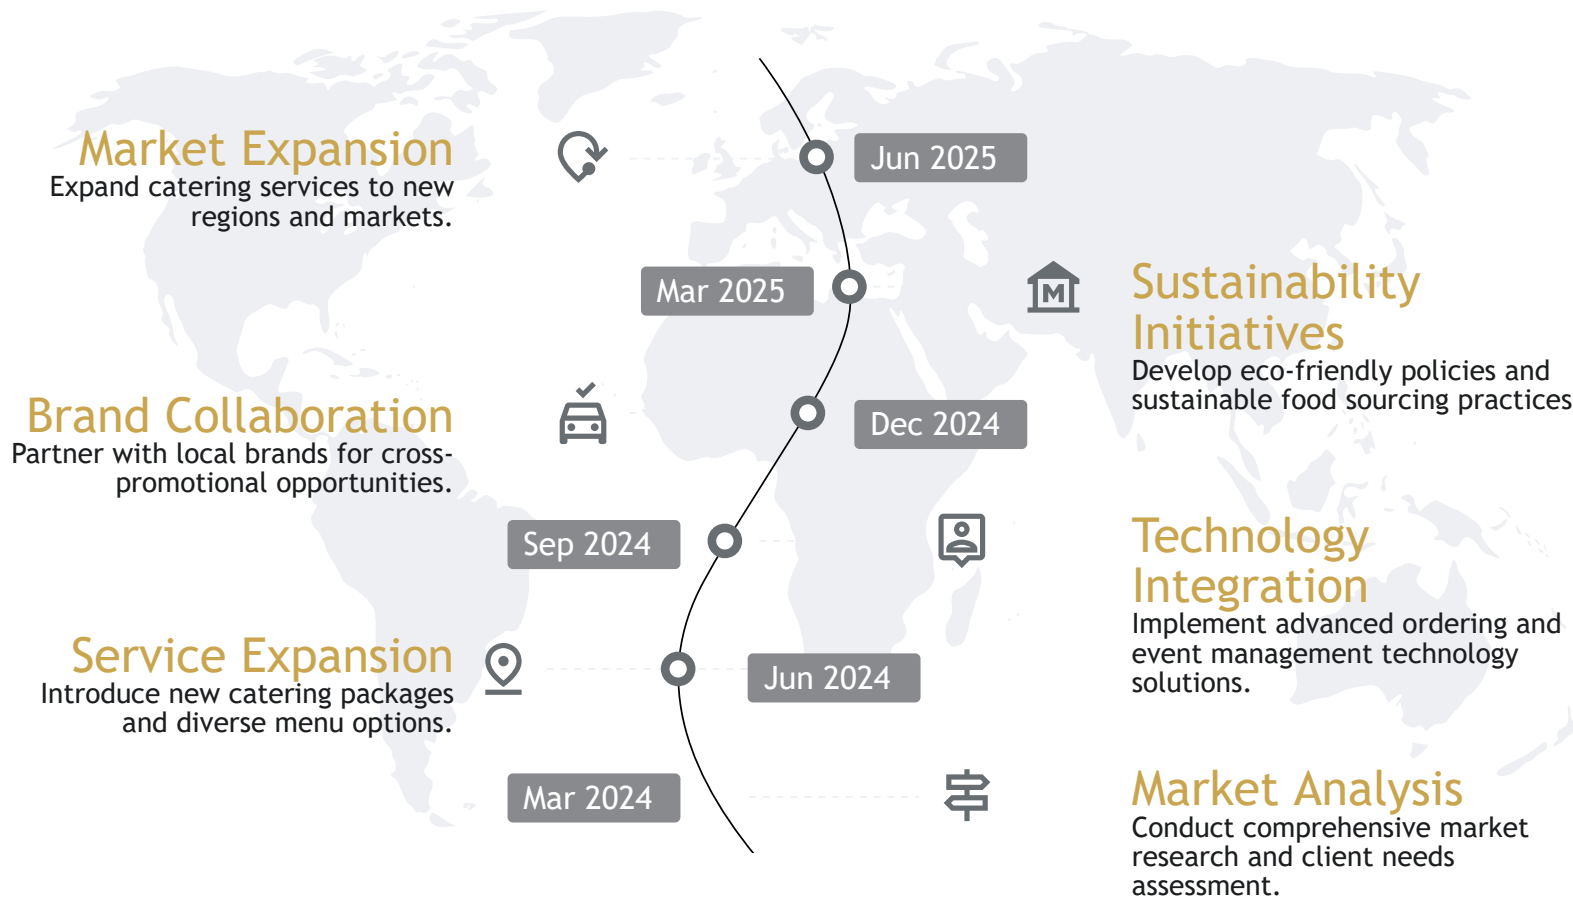 Market Expansion
Expand catering services to new
regions and markets.
Jun 2025
Mar 2025
M
Sustainability
Initiatives
Develop eco-friendly policies and
sustainable food sourcing practices
Brand Collaboration
Partner with local brands for cross-
promotional opportunities.
Dec 2024
Sep 2024
Technology
Integration
Implement advanced ordering and
event management technology
solutions.
Service Expansion
Introduce new catering packages
and diverse menu options.
Jun 2024
Mar 2024
Market Analysis
Conduct comprehensive market
research and client needs
assessment.